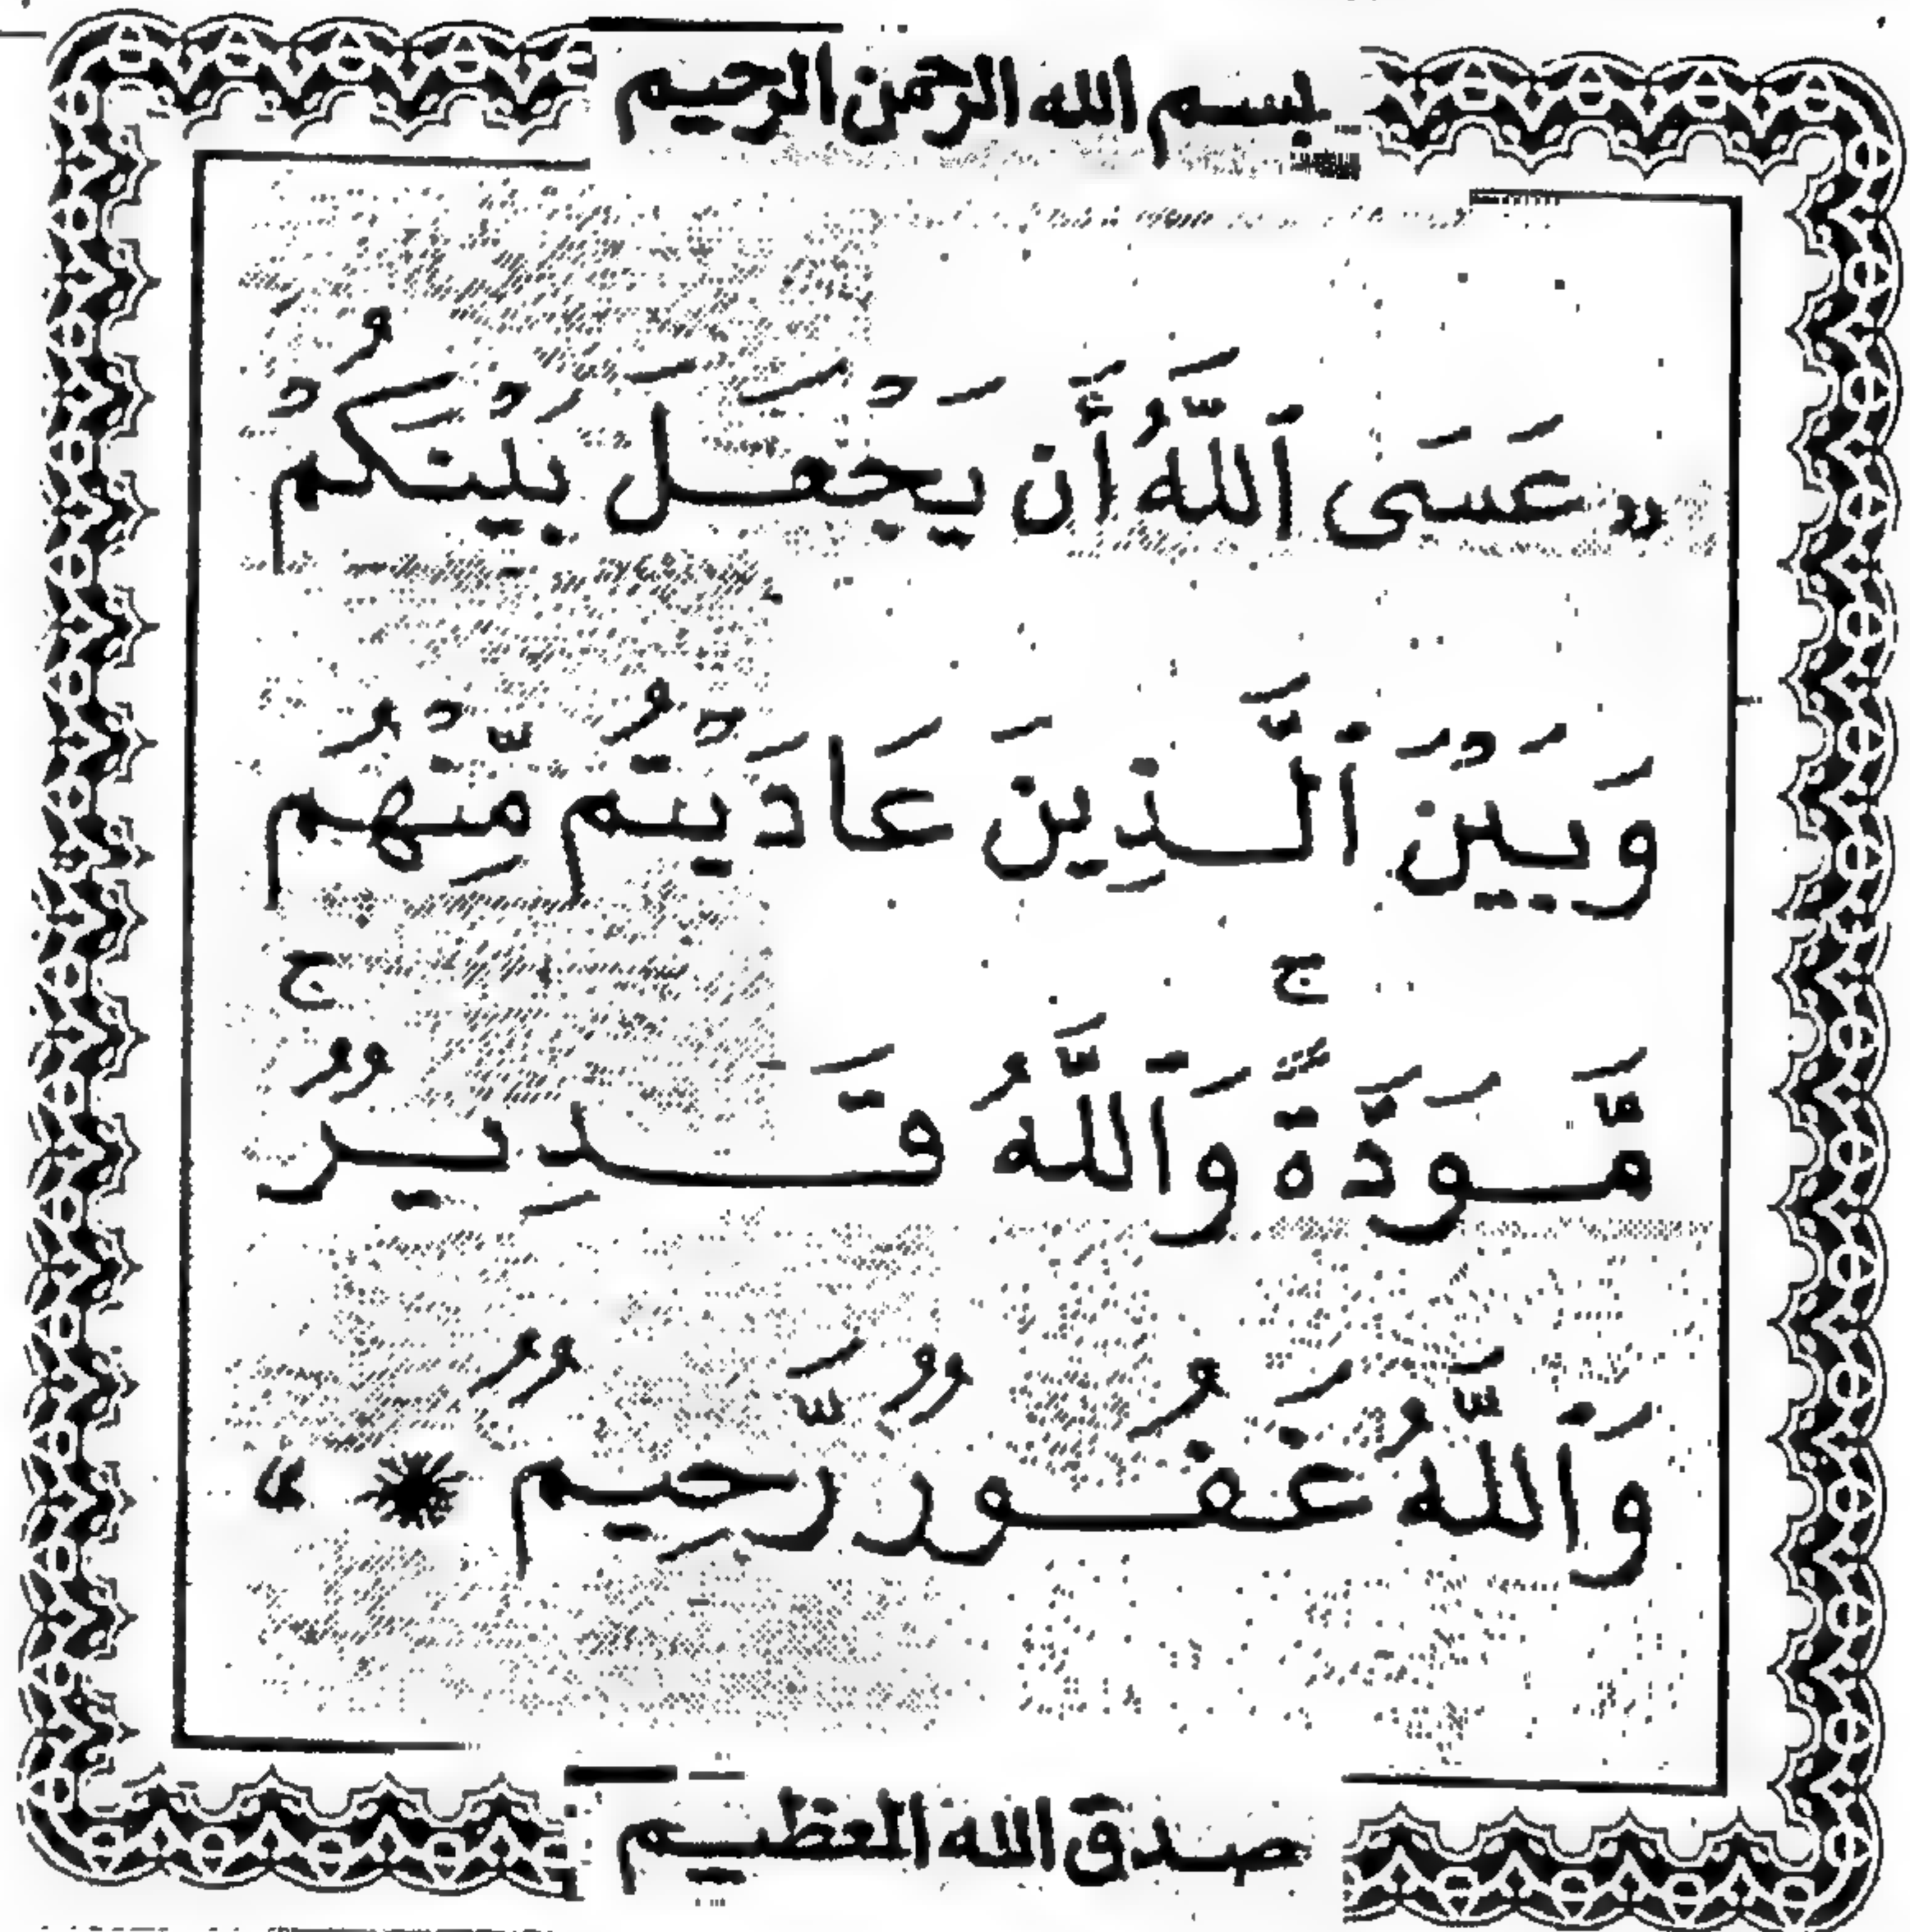 بسم الله الرحمن الرحيم
«عَسَى ٱللَّهُ أَن يَجْعَلَ بَيْنَكُمْ
وَبَيْنَ ٱلَّذِينَ عَادَيْتُم مِّنْهُم
مَّوَدَّةًۚ وَٱللَّهُ قَدِيرٌۚ
وَٱللَّهُ غَفُورٌ رَّحِيمٌ ۝ »
صدق الله العظيم